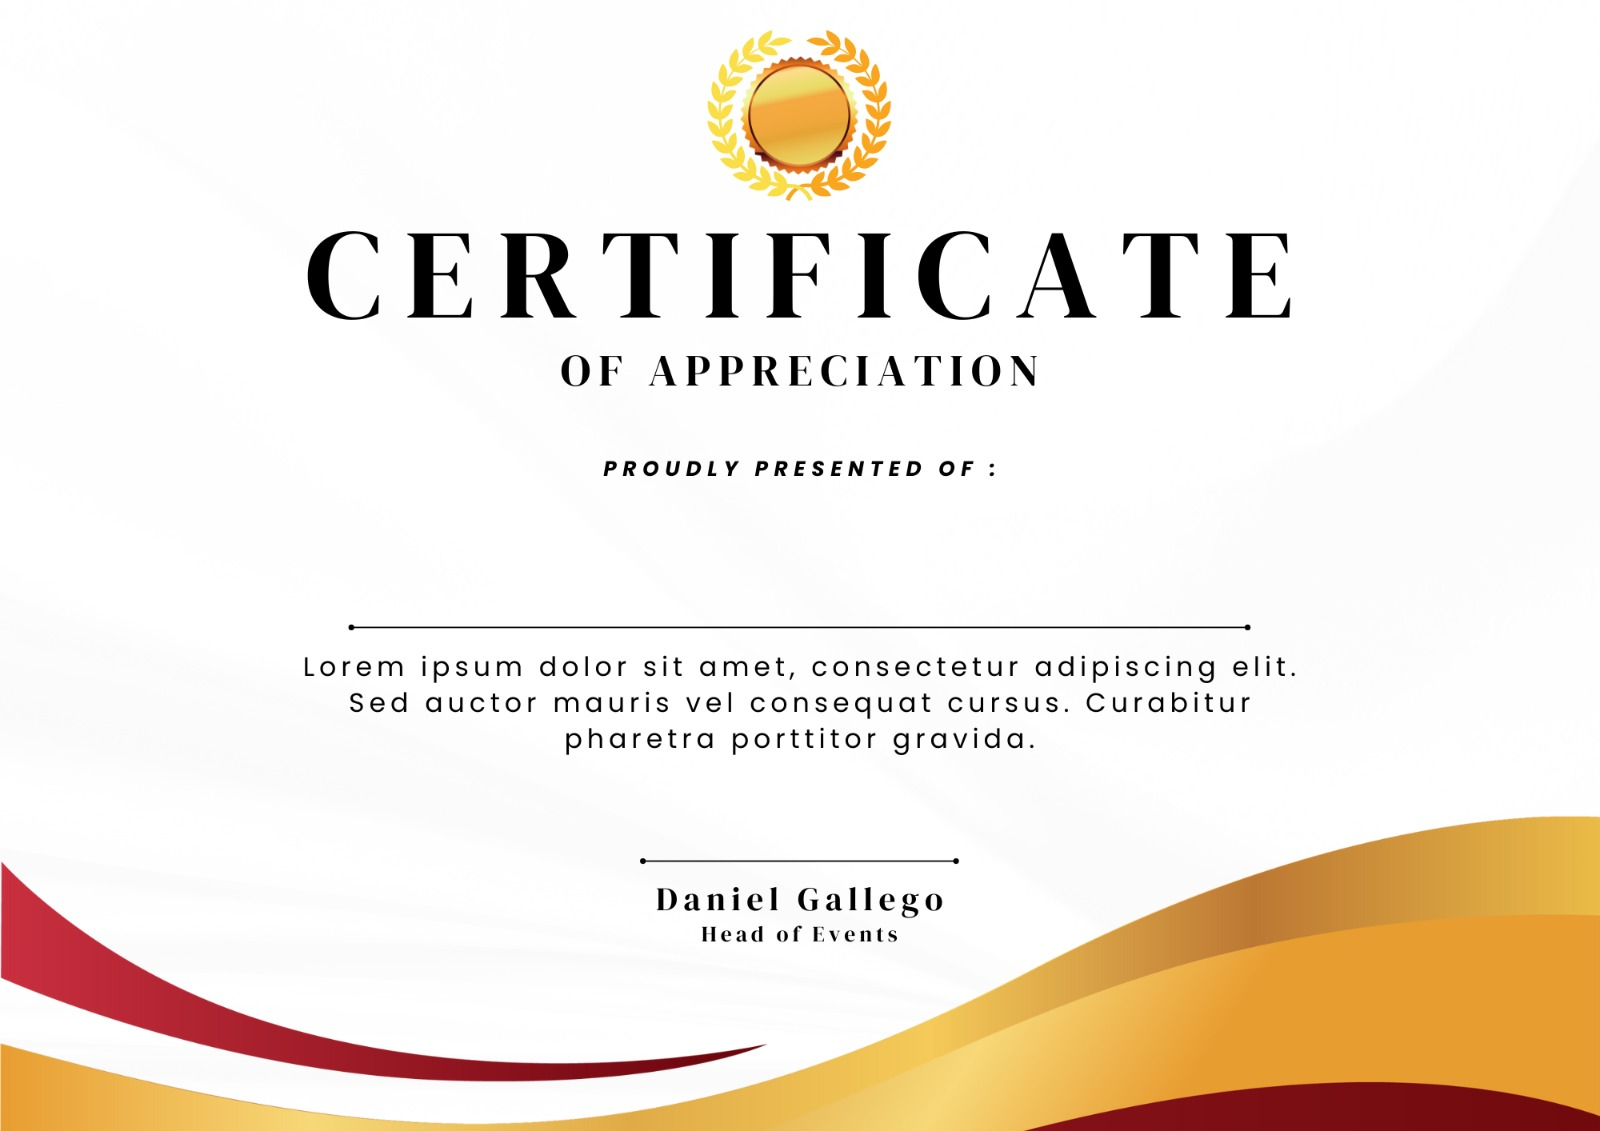 CERTIFICATE
OF APPRECIATION
PROUDLY PRESENTED OF :
Lorem ipsum dolor sit amet, consectetur adipiscing elit.
Sed auctor mauris vel consequat cursus. Curabitur
pharetra porttitor gravida.
Daniel Gallego
Head of Events